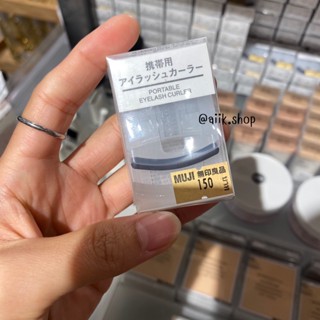 携帯用
アイラッシュカーラー
PORTABLE
EYELASH CURLER
@aiik.shop
MUJI 無印良品
150